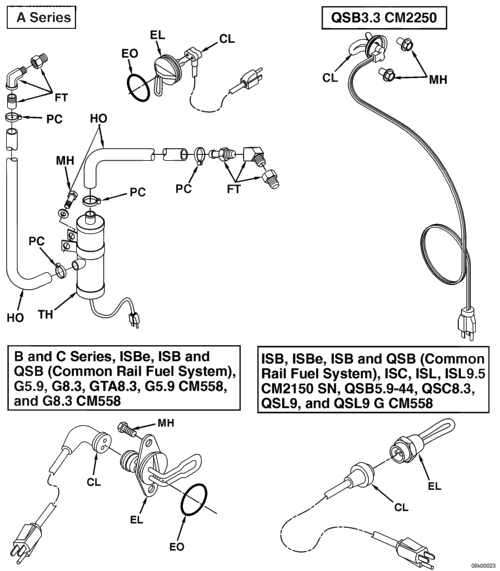 A Series
QSB3.3 CM2250
EL
CL
EO
FT
PC
HO
MH
PC
PC
FT
PC
HO
TH
CL
MH
B and C Series, ISBe, ISB and
QSB (Common Rail Fuel System),
G5.9, G8.3, GTA8.3, G5.9 CM558,
and G8.3 CM558
MH
CL
EL
EO
ISB, ISBe, ISB and QSB (Common
Rail Fuel System), ISC, ISL, ISL9.5
CM2150 SN, QSB5.9-44, QSC8.3,
QSL9, and QSL9 G CM558
EL
CL
06k00023